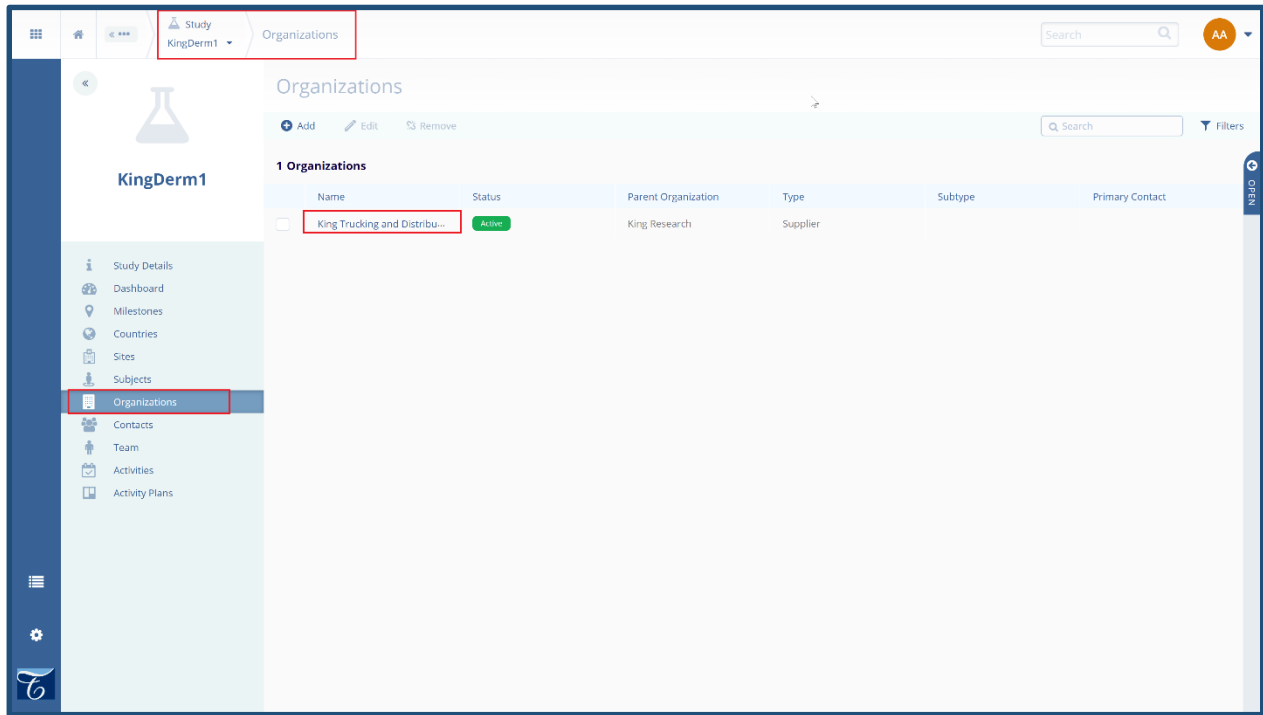 Study
KingDerm1
Organizations
Search
AA
Organizations
Add Edit Remove
Search
Filters
KingDerm1
1 Organizations
OPEN
Name Status Parent Organization Type Subtype Primary Contact
King Trucking and Distribu... Active King Research Supplier
Study Details
Dashboard
Milestones
Countries
Sites
Subjects
Organizations
Contacts
Team
Activities
Activity Plans